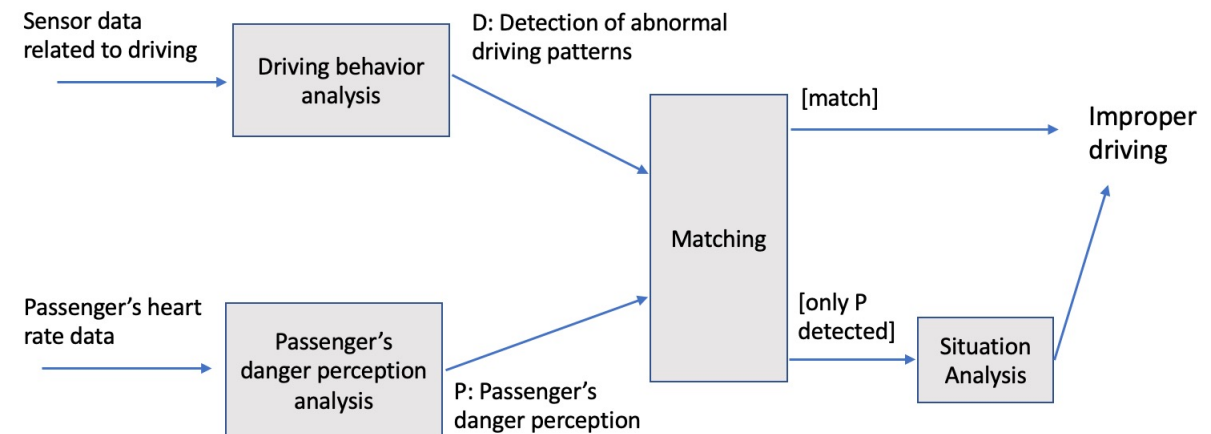 Sensor data
related to driving
Driving behavior
analysis
D: Detection of abnormal
driving patterns
[match]
Improper
driving
Matching
Passenger’s heart
rate data
Passenger’s
danger perception
analysis
P: Passenger’s
danger perception
[only P
detected]
Situation
Analysis